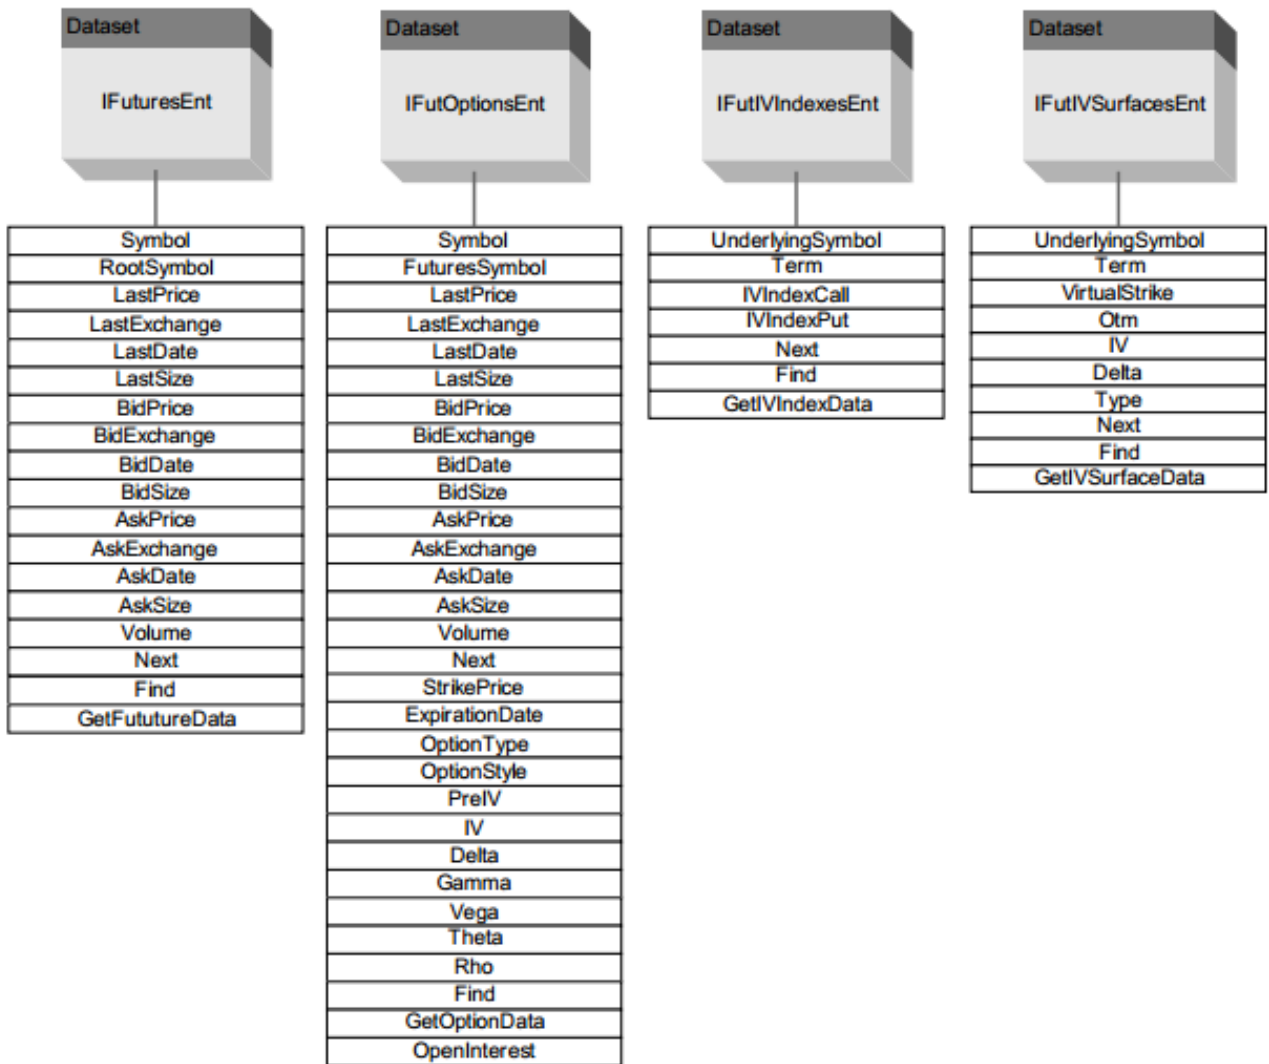 Dataset
IFuturesEnt
Symbol
RootSymbol
LastPrice
LastExchange
LastDate
LastSize
BidPrice
BidExchange
BidDate
BidSize
AskPrice
AskExchange
AskDate
AskSize
Volume
Next
Find
GetFututureData
Dataset
IFutOptionsEnt
Symbol
FuturesSymbol
LastPrice
LastExchange
LastDate
LastSize
BidPrice
BidExchange
BidDate
BidSize
AskPrice
AskExchange
AskDate
AskSize
Volume
Next
StrikePrice
ExpirationDate
OptionType
OptionStyle
PreIV
IV
Delta
Gamma
Vega
Theta
Rho
Find
GetOptionData
OpenInterest
Dataset
IFutIVIndexesEnt
UnderlyingSymbol
Term
IVIndexCall
IVIndexPut
Next
Find
GetIVIndexData
Dataset
IFutIVSurfacesEnt
UnderlyingSymbol
Term
VirtualStrike
Otm
IV
Delta
Type
Next
Find
GetIVSurfaceData